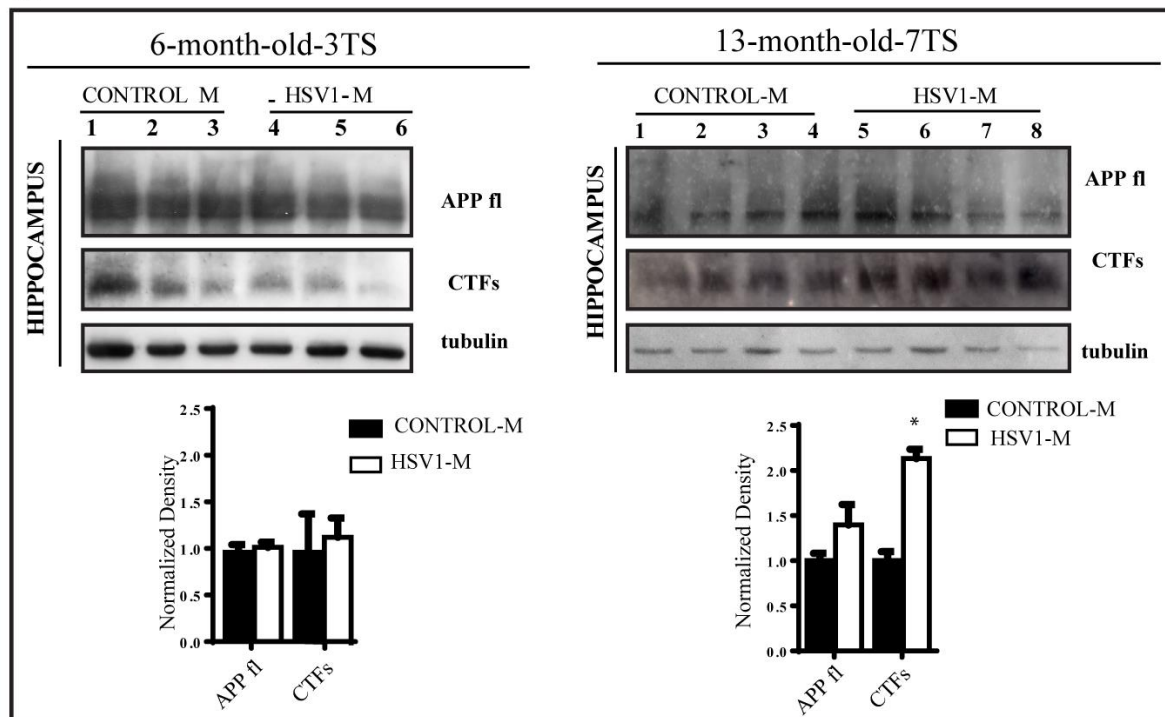 6-month-old-3TS
CONTROL M - HSV1-M
1 2 3 4 5 6
HIPPOCAMPUS
APP fl
CTFs
tubulin
2.5
2.0
1.5
1.0
0.5
0.0
Normalized Density
CONTROL-M
HSV1-M
APP fl
CTFs
13-month-old-7TS
CONTROL-M HSV1-M
1 2 3 4 5 6 7 8
HIPPOCAMPUS
APP fl
CTFs
tubulin
CONTROL-M
HSV1-M
2.5
2.0
1.5
1.0
0.5
0.0
Normalized Density
*
APP fl
CTFs